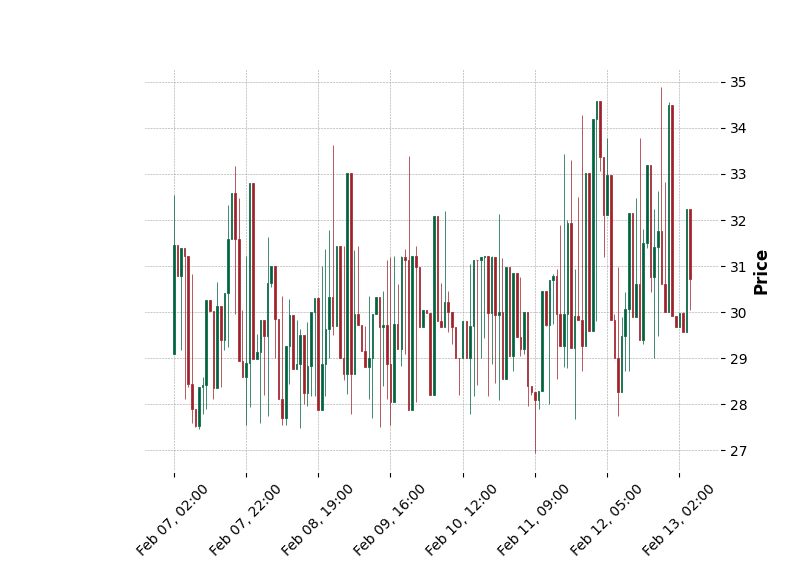 35
34
33
32
31
30
29
28
27
Price
Feb 07, 02:00
Feb 07, 22:00
Feb 08, 19:00
Feb 09, 16:00
Feb 10, 12:00
Feb 11, 09:00
Feb 12, 05:00
Feb 13, 02:00